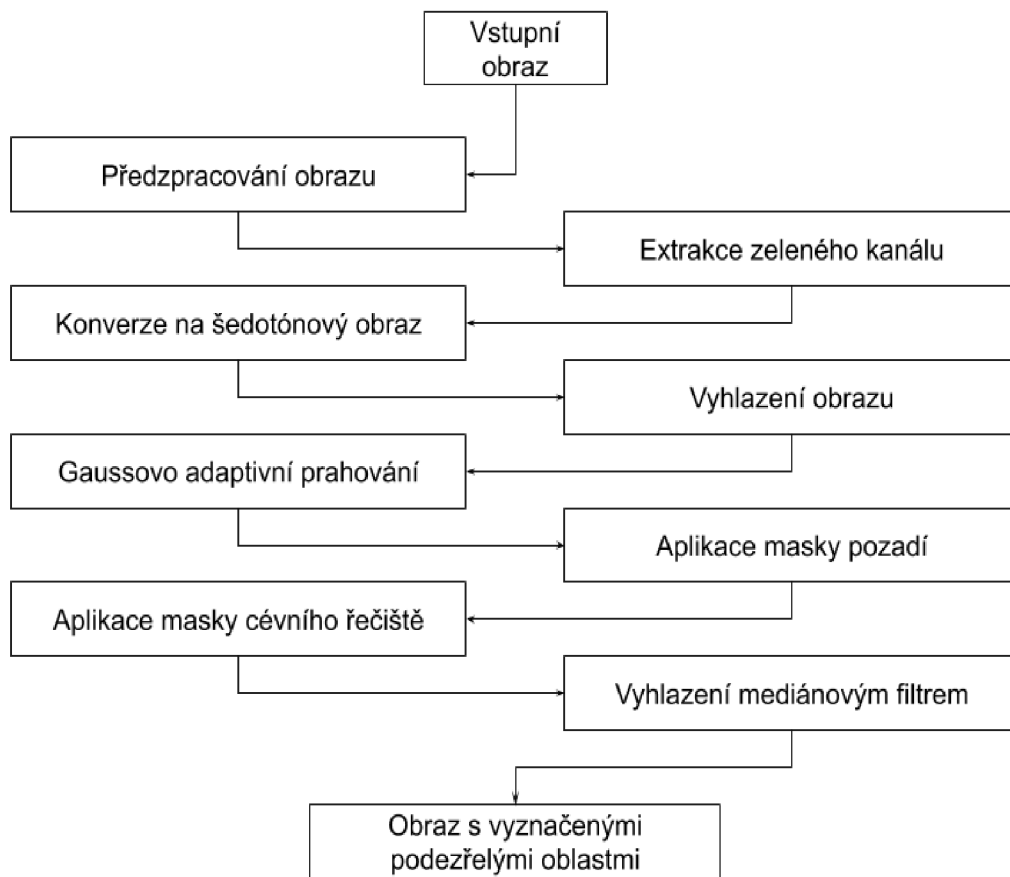 Vstupní
obraz
Předzpracování obrazu
Extrakce zeleného kanálu
Konverze na šedotónový obraz
Vyhlazení obrazu
Gaussovo adaptivní prahování
Aplikace masky pozadí
Aplikace masky cévního řečiště
Vyhlazení mediánovým filtrem
Obraz s vyznačenými
podezřelými oblastmi